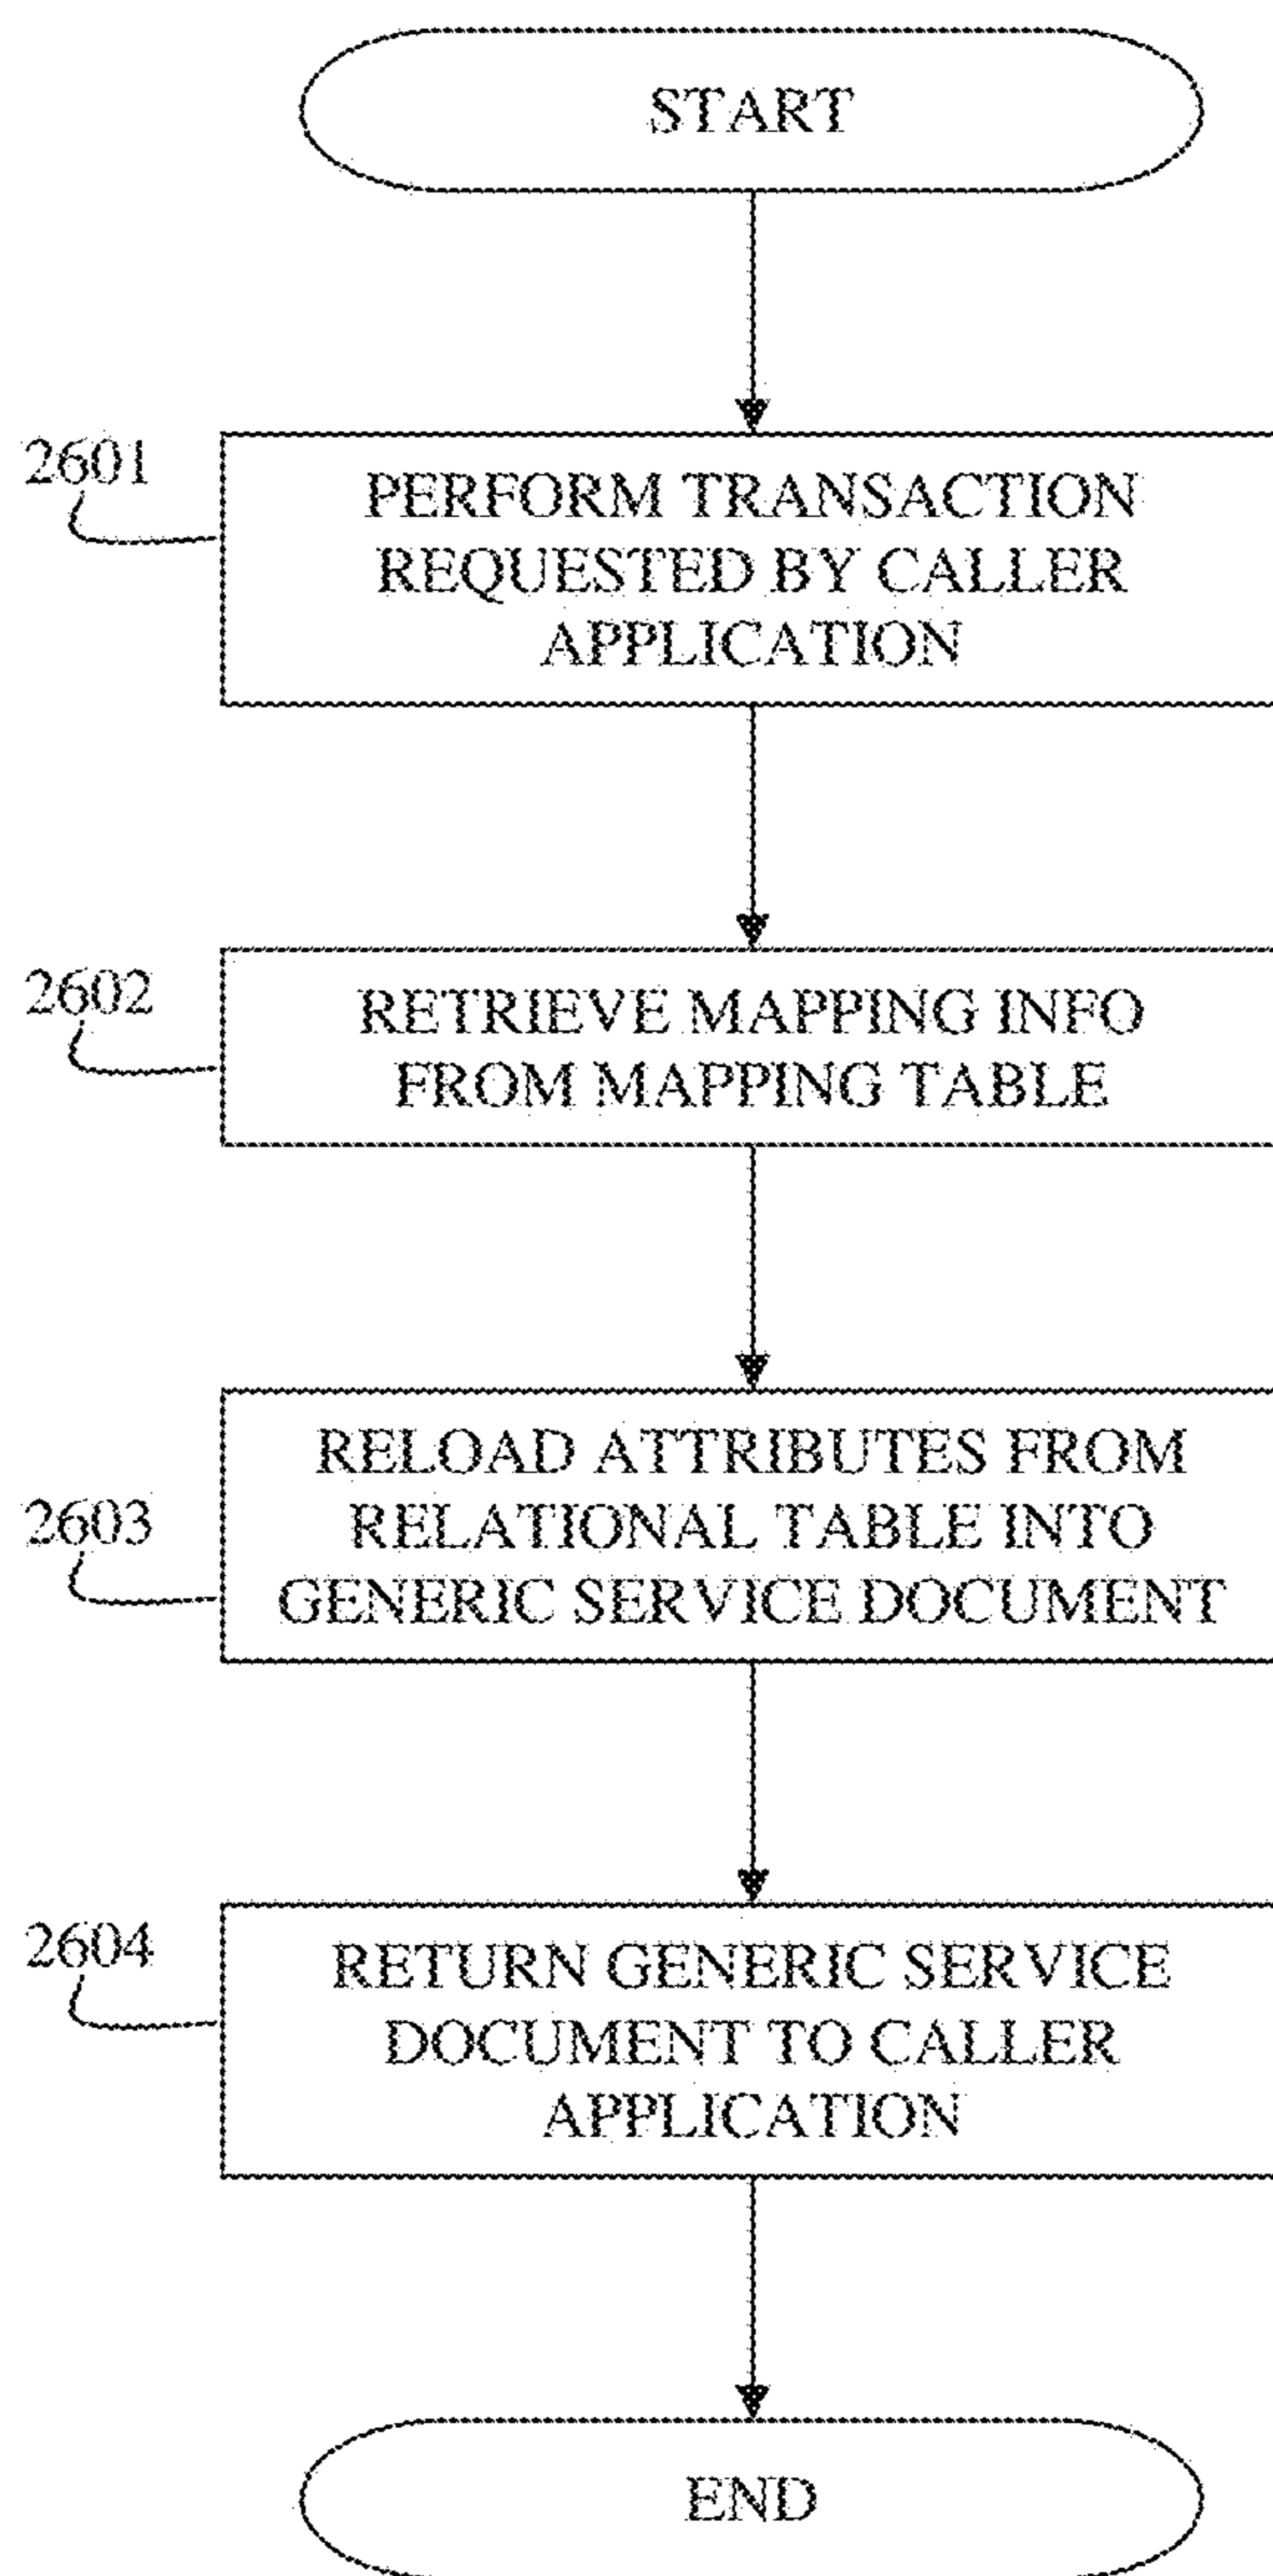 START
2601
PERFORM TRANSACTION
REQUESTED BY CALLER
APPLICATION
2602
RETRIEVE MAPPING INFO
FROM MAPPING TABLE
2603
RELOAD ATTRIBUTES FROM
RELATIONAL TABLE INTO
GENERIC SERVICE DOCUMENT
2604
RETURN GENERIC SERVICE
DOCUMENT TO CALLER
APPLICATION
END